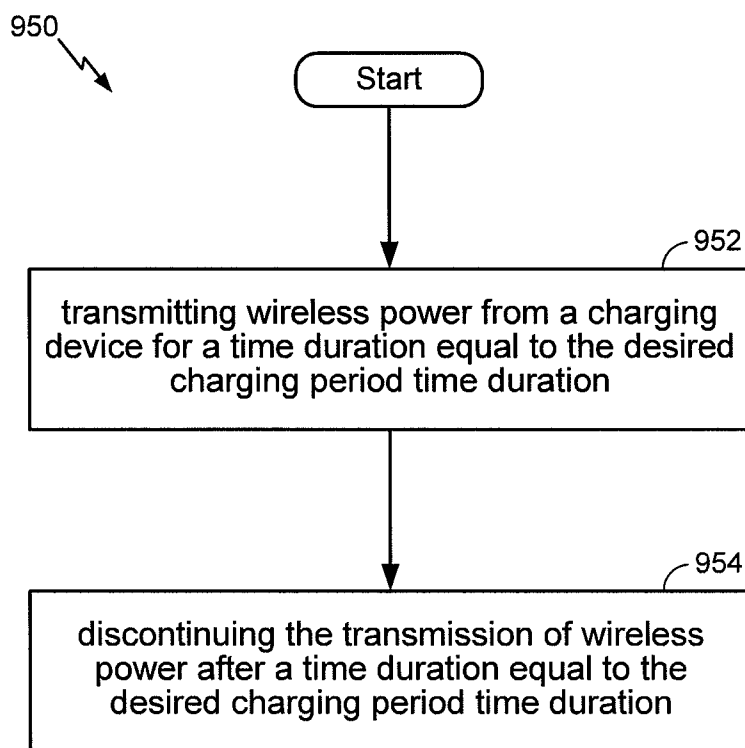 950
Start
952
transmitting wireless power from a charging
device for a time duration equal to the desired
charging period time duration
954
discontinuing the transmission of wireless
power after a time duration equal to the
desired charging period time duration